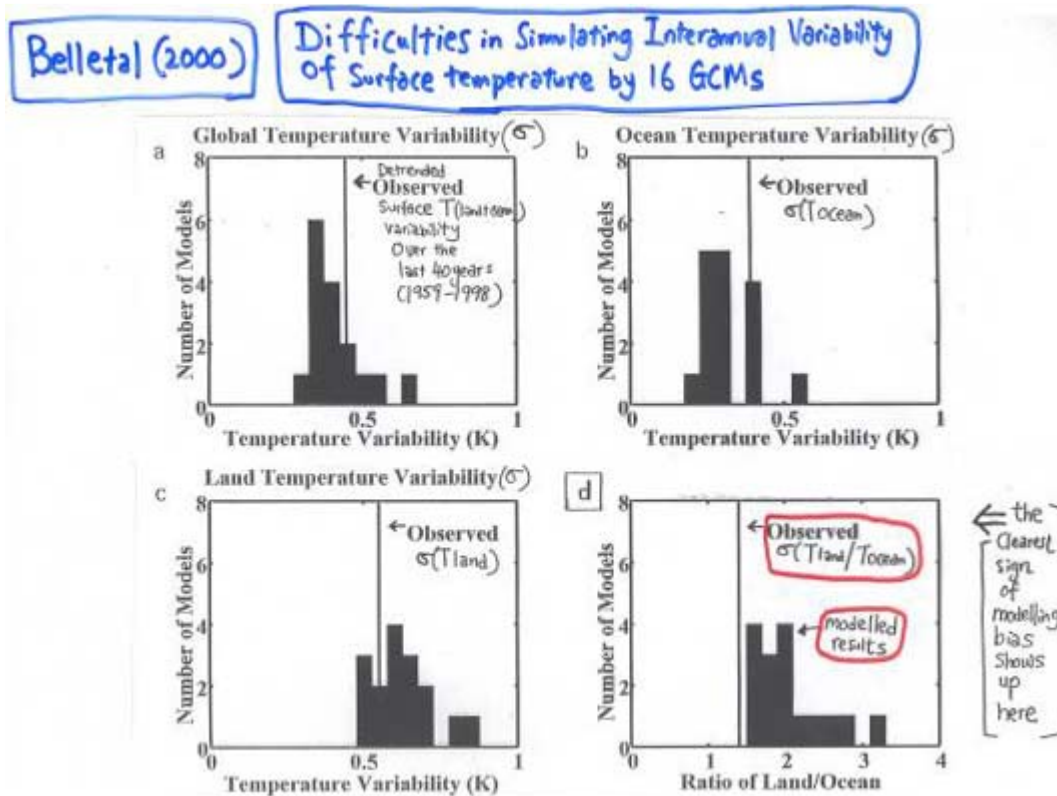 Belletal (2000)
Difficulties in Simulating Interannual Variability
of Surface temperature by 16 GCMs
a
Global Temperature Variability (σ)
8
6
4
2
0
Number of Models
Detrended
← Observed
Surface T(land+ocean)
Variability
Over the
last 40 years
(1959-1998)
0
0.5
1
Temperature Variability (K)
b
Ocean Temperature Variability (σ)
8
6
4
2
0
Number of Models
← Observed
σ(Tocean)
0
0.5
1
Temperature Variability (K)
c
Land Temperature Variability (σ)
8
6
4
2
0
Number of Models
← Observed
σ(Tland)
0
0.5
1
Temperature Variability (K)
d
8
6
4
2
0
Number of Models
← Observed
σ(Tland/Tocean)
← modelled
results
0
1
2
3
4
Ratio of Land/Ocean
← the
Clearest
sign
of
modelling
bias
shows
up
here